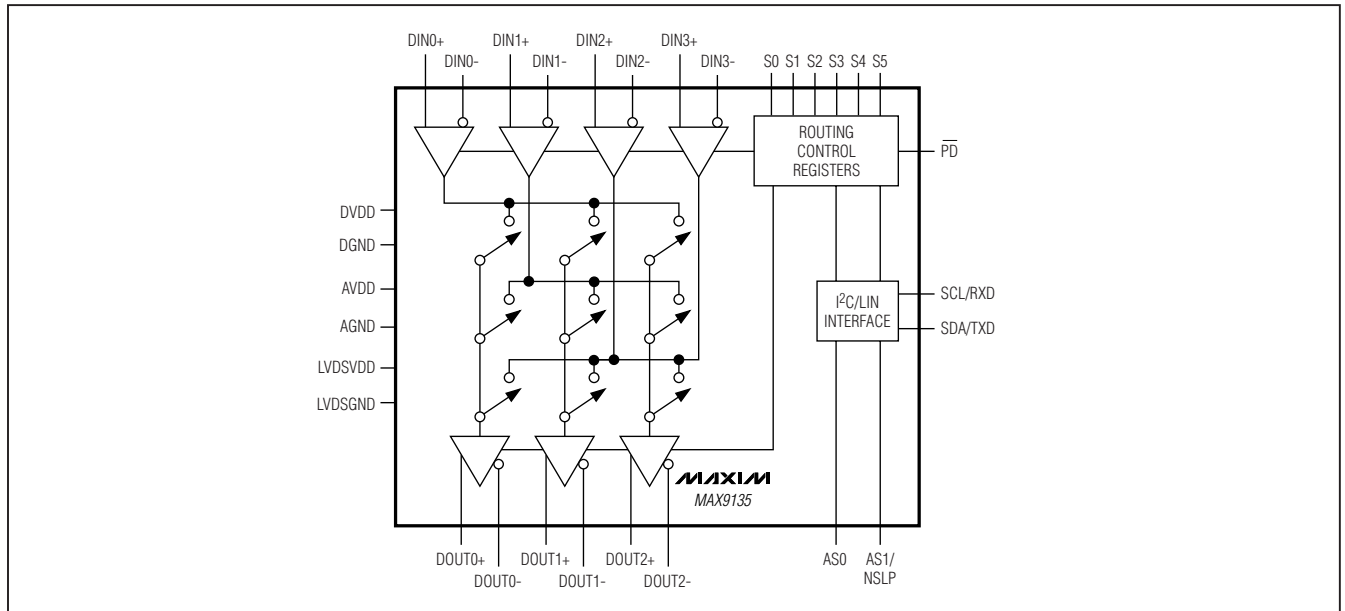 DIN0+ DIN1+ DIN2+ DIN3+
DIN0- DIN1- DIN2- DIN3- S0 S1 S2 S3 S4 S5
ROUTING
CONTROL
REGISTERS
PD
DVDD
DGND
AVDD
AGND
LVDSVDD
LVDSGND
I2C/LIN
INTERFACE
SCL/RXD
SDA/TXD
MAXIM
MAX9135
DOUT0+ DOUT1+ DOUT2+
DOUT0- DOUT1- DOUT2-
AS0
AS1/
NSLP